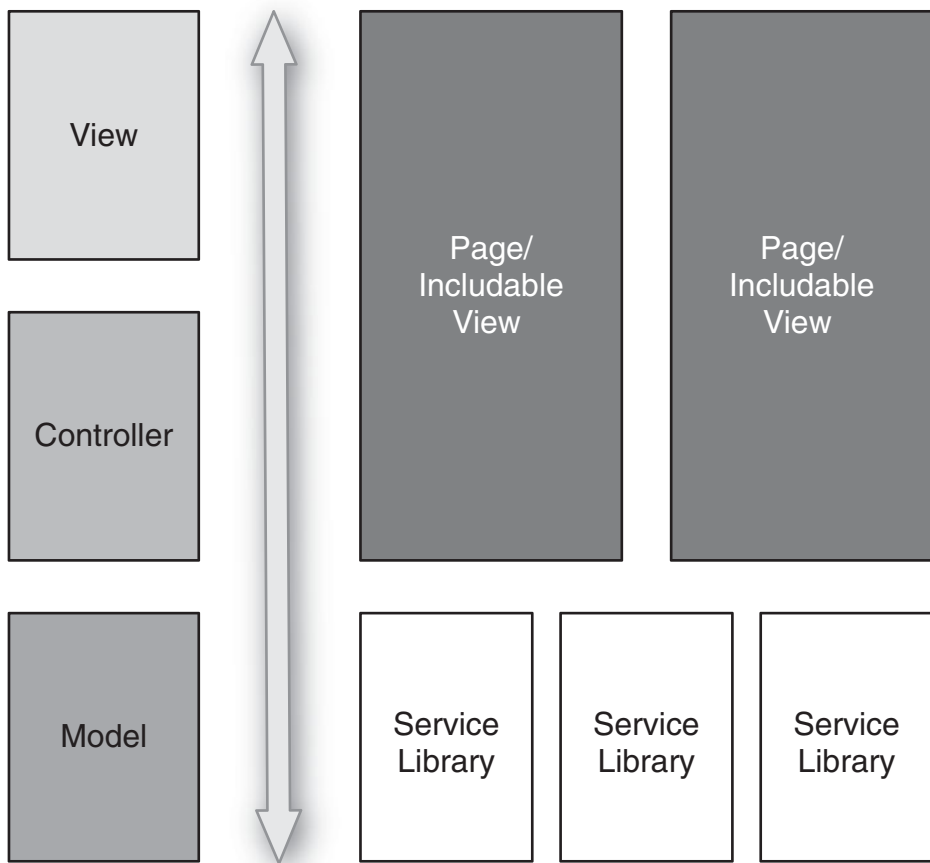 View
Page/
Includable
View
Page/
Includable
View
Controller
Model
Service
Library
Service
Library
Service
Library